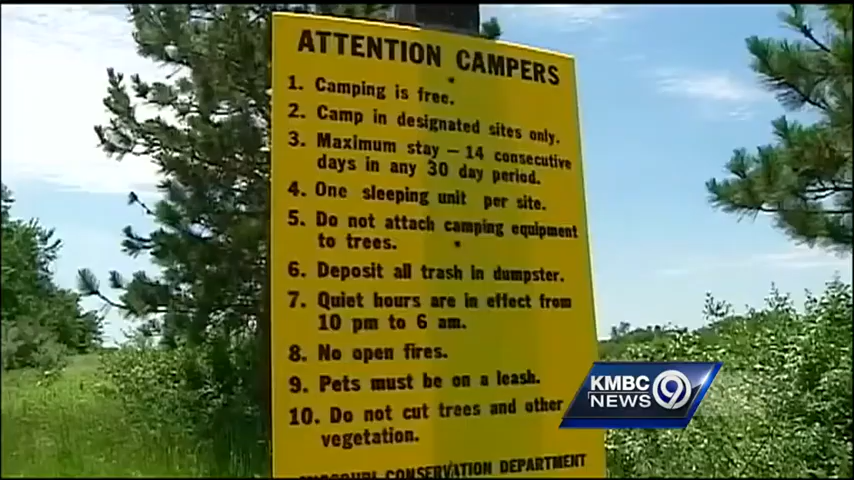 ATTENTION CAMPERS
1. Camping is free.
2. Camp in designated sites only.
3. Maximum stay – 14 consecutive
days in any 30 day period.
4. One sleeping unit per site.
5. Do not attach camping equipment
to trees.
6. Deposit all trash in dumpster.
7. Quiet hours are in effect from
10 pm to 6 am.
8. No open fires.
9. Pets must be on a leash.
10. Do not cut trees and other
vegetation.
MISSOURI CONSERVATION DEPARTMENT
KMBC 9
NEWS